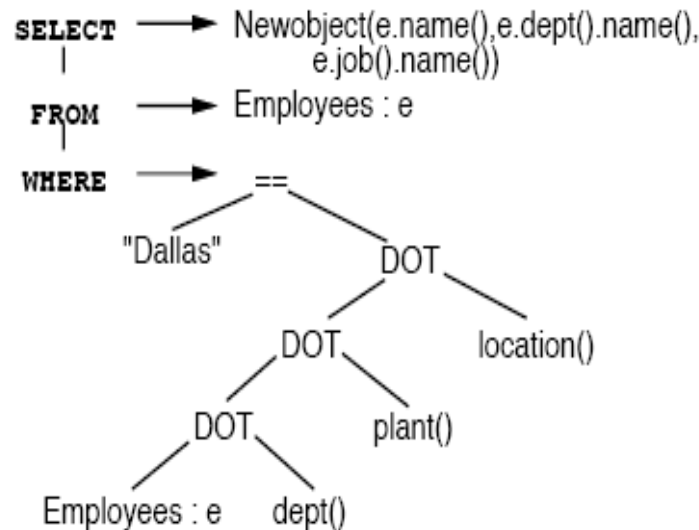 SELECT Newobject(e.name(),e.dept().name(),
e.job().name())
FROM Employees : e
WHERE ==
"Dallas" DOT
DOT location()
DOT plant()
Employees : e dept()